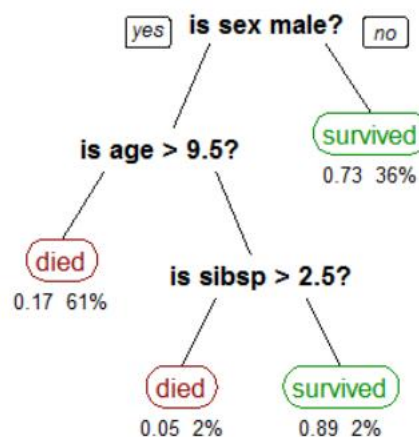 yes is sex male? no
is age > 9.5?
survived
0.73 36%
died
0.17 61%
is sibsp > 2.5?
died survived
0.05 2% 0.89 2%